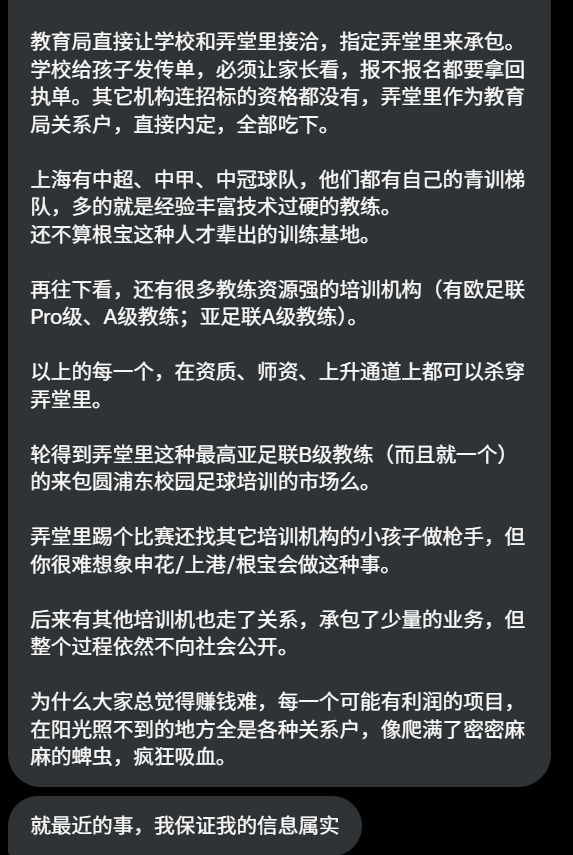 教育局直接让学校和弄堂里接洽，指定弄堂里来承包。
学校给孩子发传单，必须让家长看，报不报名都要拿回
执单。其它机构连招标的资格都没有，弄堂里作为教育
局关系户，直接内定，全部吃下。
上海有中超、中甲、中冠球队，他们都有自己的青训梯
队，多的就是经验丰富技术过硬的教练。
还不算根宝这种人才辈出的训练基地。
再往下看，还有很多教练资源强的培训机构（有欧足联
Pro级、A级教练；亚足联A级教练）。
以上的每一个，在资质、师资、上升通道上都可以杀穿
弄堂里。
轮得到弄堂里这种最高亚足联B级教练（而且就一个）
的来包圆浦东校园足球培训的市场么。
弄堂里踢个比赛还找其它培训机构的小孩子做枪手，但
你很难想象申花/上港/根宝会做这种事。
后来有其他培训机也走了关系，承包了少量的业务，但
整个过程依然不向社会公开。
为什么大家总觉得赚钱难，每一个可能有利润的项目，
在阳光照不到的地方全是各种关系户，像爬满了密密麻
麻的蜱虫，疯狂吸血。
就最近的事，我保证我的信息属实